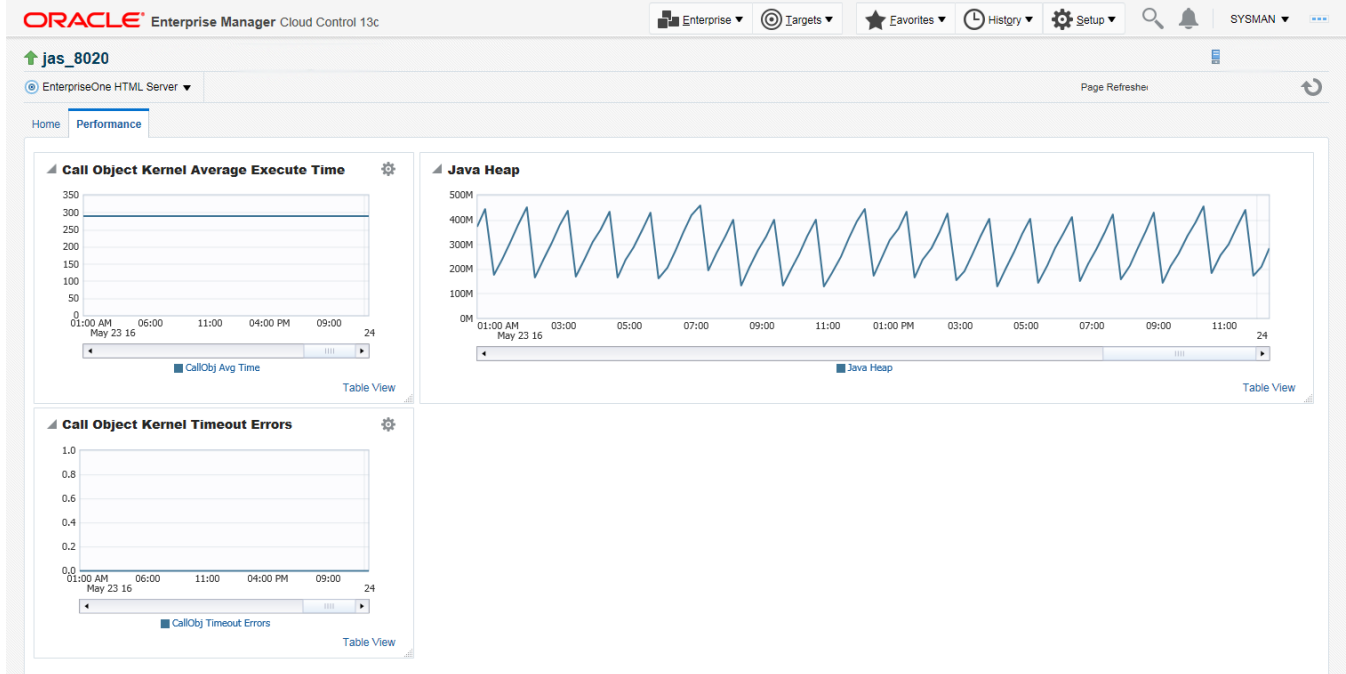 ORACLE Enterprise Manager Cloud Control 13c
Enterprise Targets Favorites History Setup SYSMAN
jas_8020
EnterpriseOne HTML Server
Page Refreshe
Home Performance
Call Object Kernel Average Execute Time
350
300
250
200
150
100
50
0
01:00 AM 06:00 11:00 04:00 PM 09:00
May 23 16 24
CallObj Avg Time
Table View
Java Heap
500M
400M
300M
200M
100M
0M
01:00 AM 03:00 05:00 07:00 09:00 11:00 01:00 PM 03:00 05:00 07:00 09:00 11:00
May 23 16 24
Java Heap
Table View
Call Object Kernel Timeout Errors
1.0
0.8
0.6
0.4
0.2
0.0
01:00 AM 06:00 11:00 04:00 PM 09:00
May 23 16 24
CallObj Timeout Errors
Table View